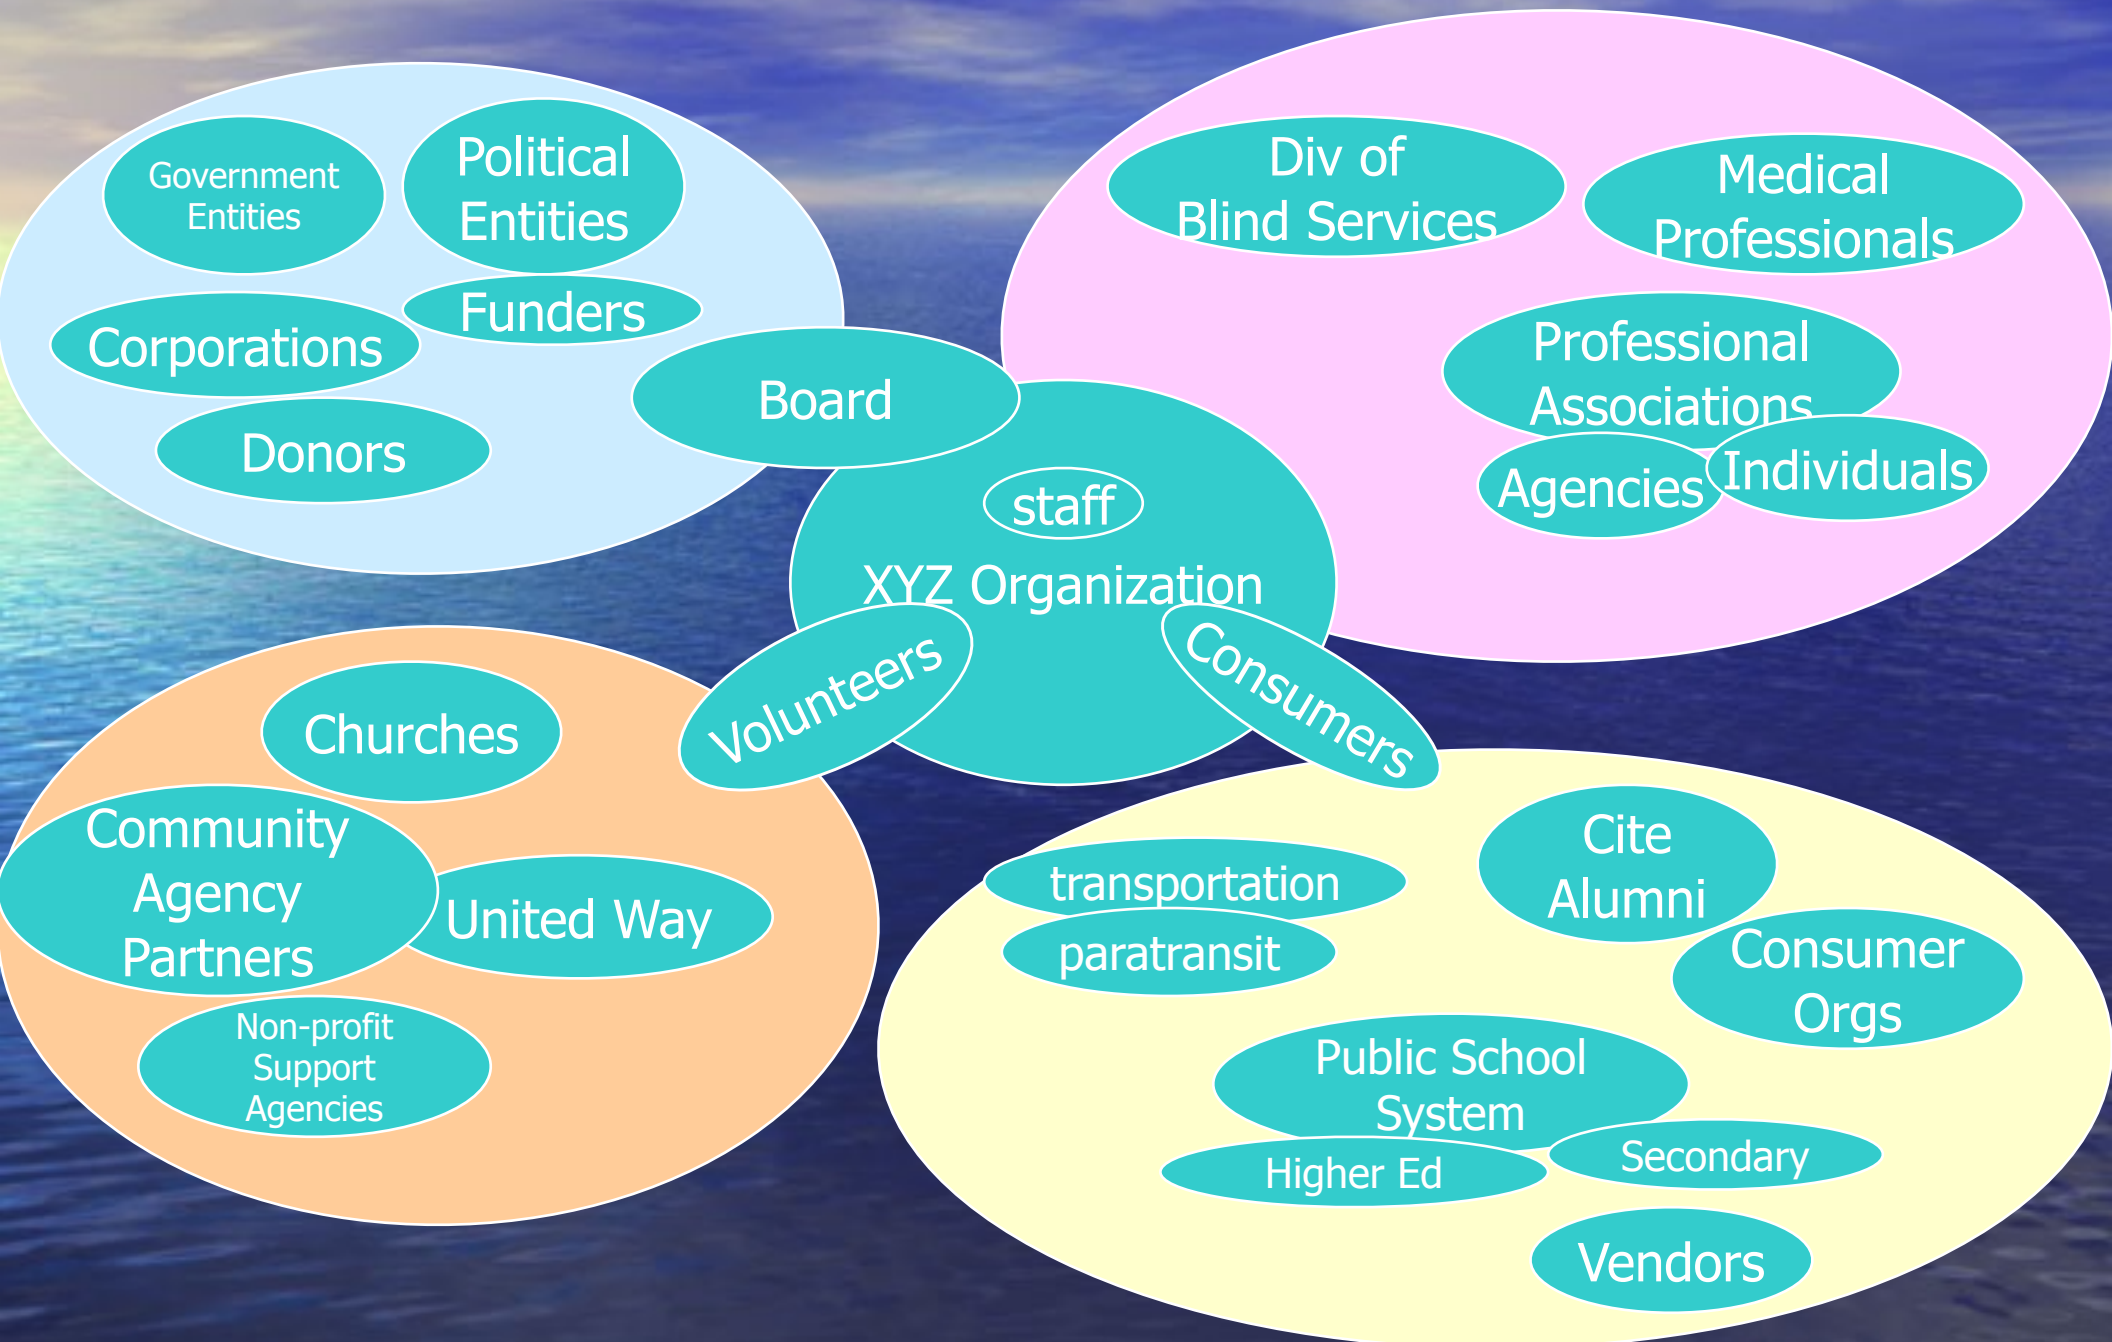 Government
Entities
Political
Entities
Funders
Corporations
Donors
Board
Div of
Blind Services
Medical
Professionals
Professional
Associations
Agencies
Individuals
staff
XYZ Organization
Volunteers
Consumers
Churches
Community
Agency
Partners
United Way
Non-profit
Support
Agencies
transportation
paratransit
Cite
Alumni
Consumer
Orgs
Public School
System
Higher Ed
Secondary
Vendors